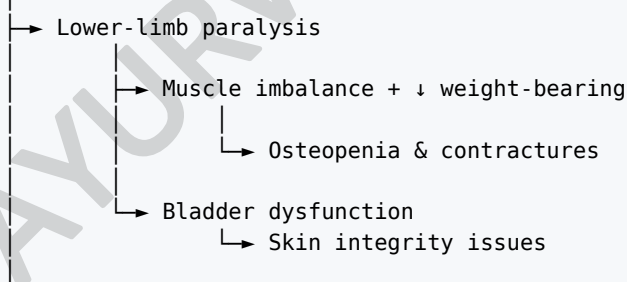 Lower-limb paralysis
Muscle imbalance + ↓ weight-bearing
Osteopenia & contractures
Bladder dysfunction
Skin integrity issues